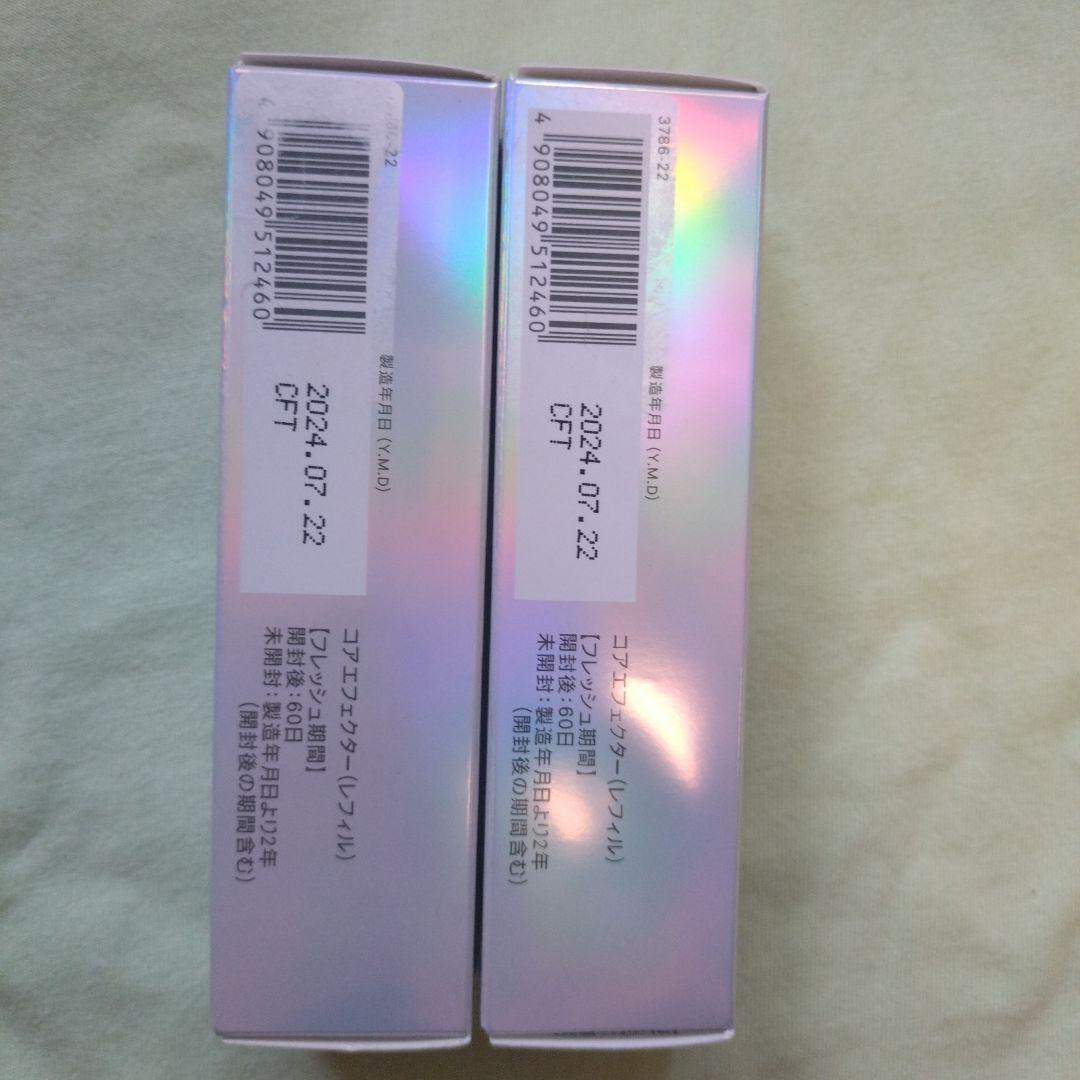 4 908049 512460
製造年月日 (Y.M.D)
2024.07.22
CFT
コアエフェクター(レフィル)
【フレッシュ期間】
開封後:60日
未開封:製造年月日より2年
(開封後の期間含む)
3786-22
4 908049 512460
製造年月日 (Y.M.D)
2024.07.22
CFT
コアエフェクター(レフィル)
【フレッシュ期間】
開封後:60日
未開封:製造年月日より2年
(開封後の期間含む)